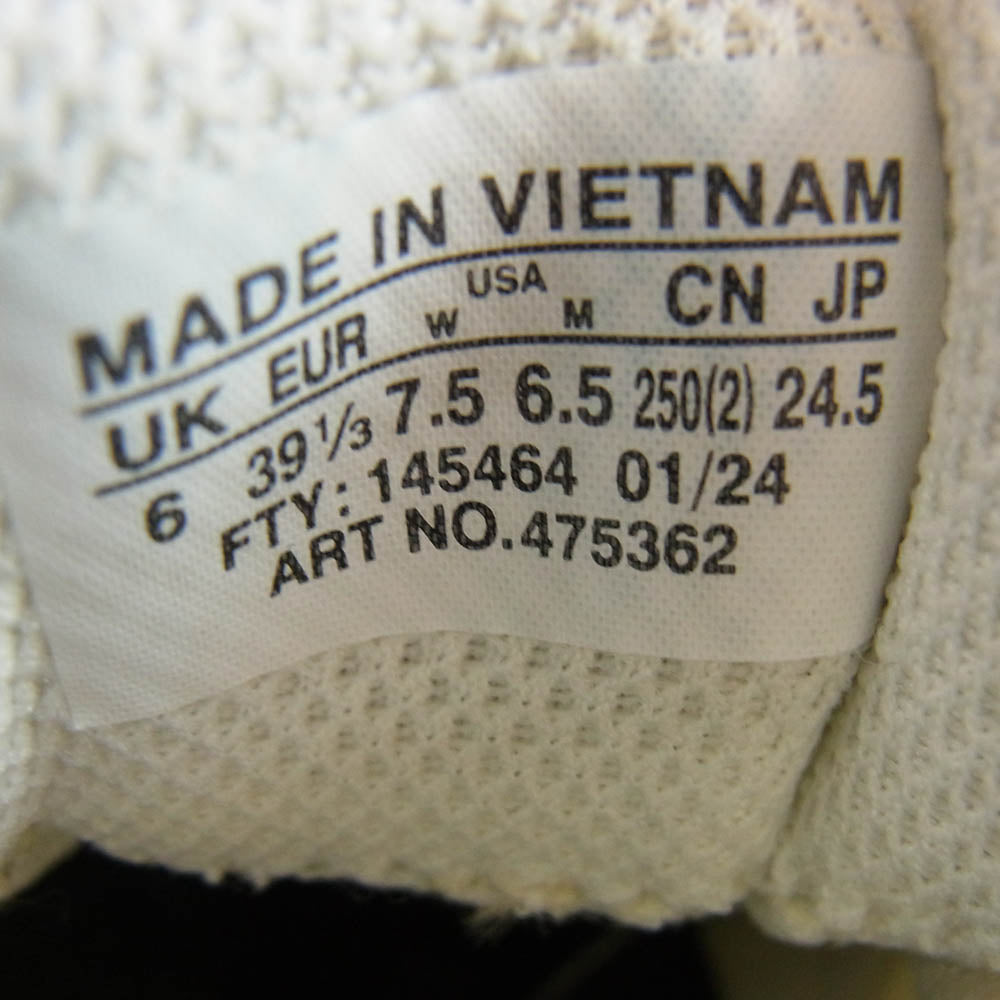 MADE IN VIETNAM
UK EUR W USA M CN JP
6 39 1/3 7.5 6.5 250(2) 24.5
FTY: 145464 01/24
ART NO.475362